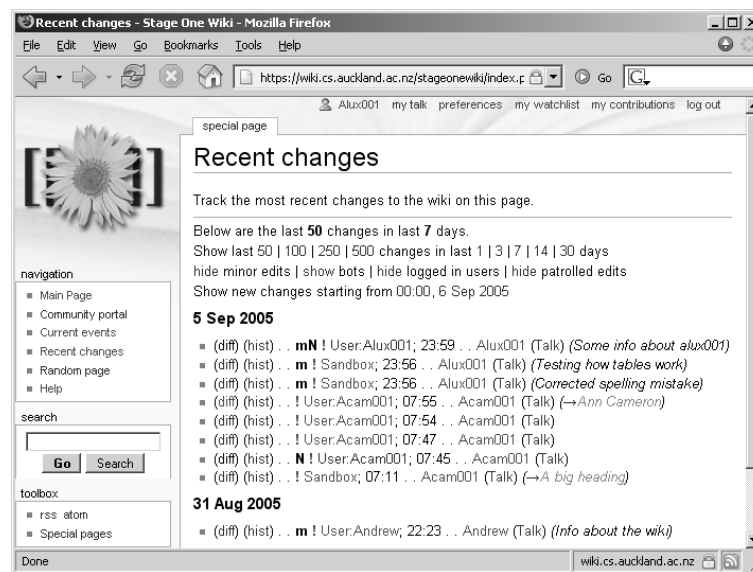 Recent changes - Stage One Wiki - Mozilla Firefox
File Edit View Go Bookmarks Tools Help
https://wiki.cs.auckland.ac.nz/stageonewiki/index.p Go G
Alux001 my talk preferences my watchlist my contributions log out
special page
Recent changes
Track the most recent changes to the wiki on this page.
Below are the last 50 changes in last 7 days.
Show last 50 | 100 | 250 | 500 changes in last 1 | 3 | 7 | 14 | 30 days
hide minor edits | show bots | hide logged in users | hide patrolled edits
Show new changes starting from 00:00, 6 Sep 2005
5 Sep 2005
(diff) (hist) . . mN ! User:Alux001; 23:59 . . Alux001 (Talk) (Some info about alux001)
(diff) (hist) . . m ! Sandbox; 23:56 . . Alux001 (Talk) (Testing how tables work)
(diff) (hist) . . m ! Sandbox; 23:56 . . Alux001 (Talk) (Corrected spelling mistake)
(diff) (hist) . . ! User:Acam001; 07:55 . . Acam001 (Talk) (→Ann Cameron)
(diff) (hist) . . ! User:Acam001; 07:54 . . Acam001 (Talk)
(diff) (hist) . . ! User:Acam001; 07:47 . . Acam001 (Talk)
(diff) (hist) . . N ! User:Acam001; 07:45 . . Acam001 (Talk)
(diff) (hist) . . ! Sandbox; 07:11 . . Acam001 (Talk) (→A big heading)
31 Aug 2005
(diff) (hist) . . m ! User:Andrew; 22:23 . . Andrew (Talk) (Info about the wiki)
navigation
Main Page
Community portal
Current events
Recent changes
Random page
Help
search
Go Search
toolbox
rss atom
Special pages
Done wiki.cs.auckland.ac.nz